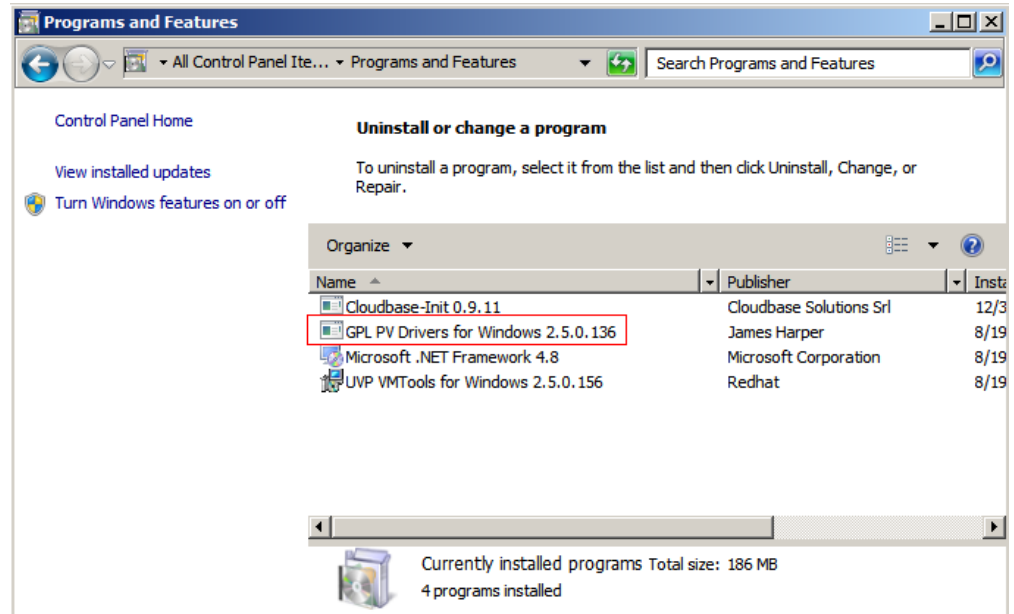 Programs and Features
All Control Panel Ite... Programs and Features
Search Programs and Features
Control Panel Home
View installed updates
Turn Windows features on or off
Uninstall or change a program
To uninstall a program, select it from the list and then click Uninstall, Change, or
Repair.
Organize
Name Publisher Insta
Cloudbase-Init 0.9.11 Cloudbase Solutions Srl 12/3
GPL PV Drivers for Windows 2.5.0.136 James Harper 8/19
Microsoft .NET Framework 4.8 Microsoft Corporation 8/19
UVP VMTools for Windows 2.5.0.156 Redhat 8/19
Currently installed programs Total size: 186 MB
4 programs installed